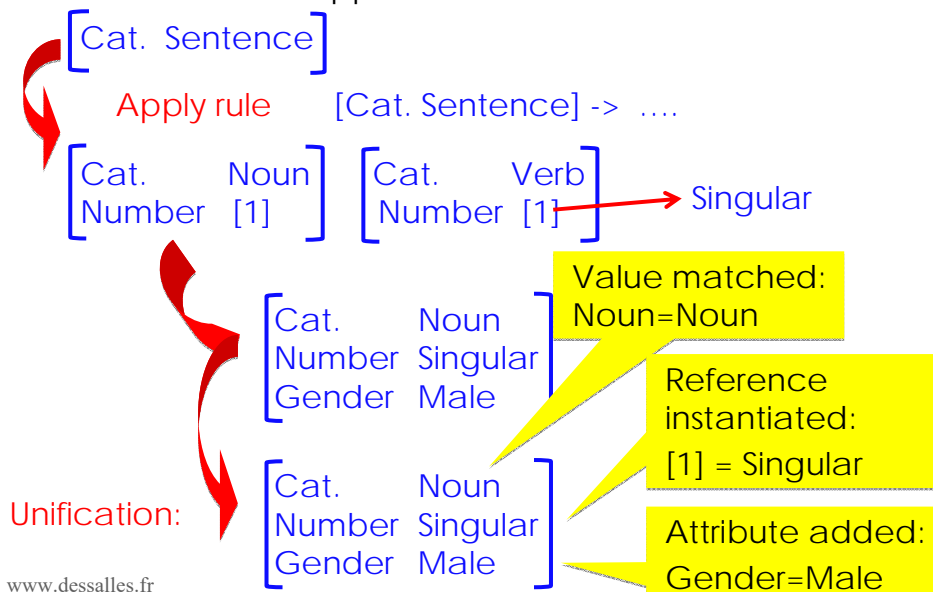 [Cat. Sentence]
Apply rule [Cat. Sentence] -> ....
Cat. Noun Cat. Verb
Number [1] Number [1] Singular
Value matched:
Noun=Noun
Cat. Noun
Number Singular
Gender Male
Reference
instantiated:
[1] = Singular
Unification:
Cat. Noun
Number Singular
Gender Male
Attribute added:
Gender=Male
www.dessalles.fr